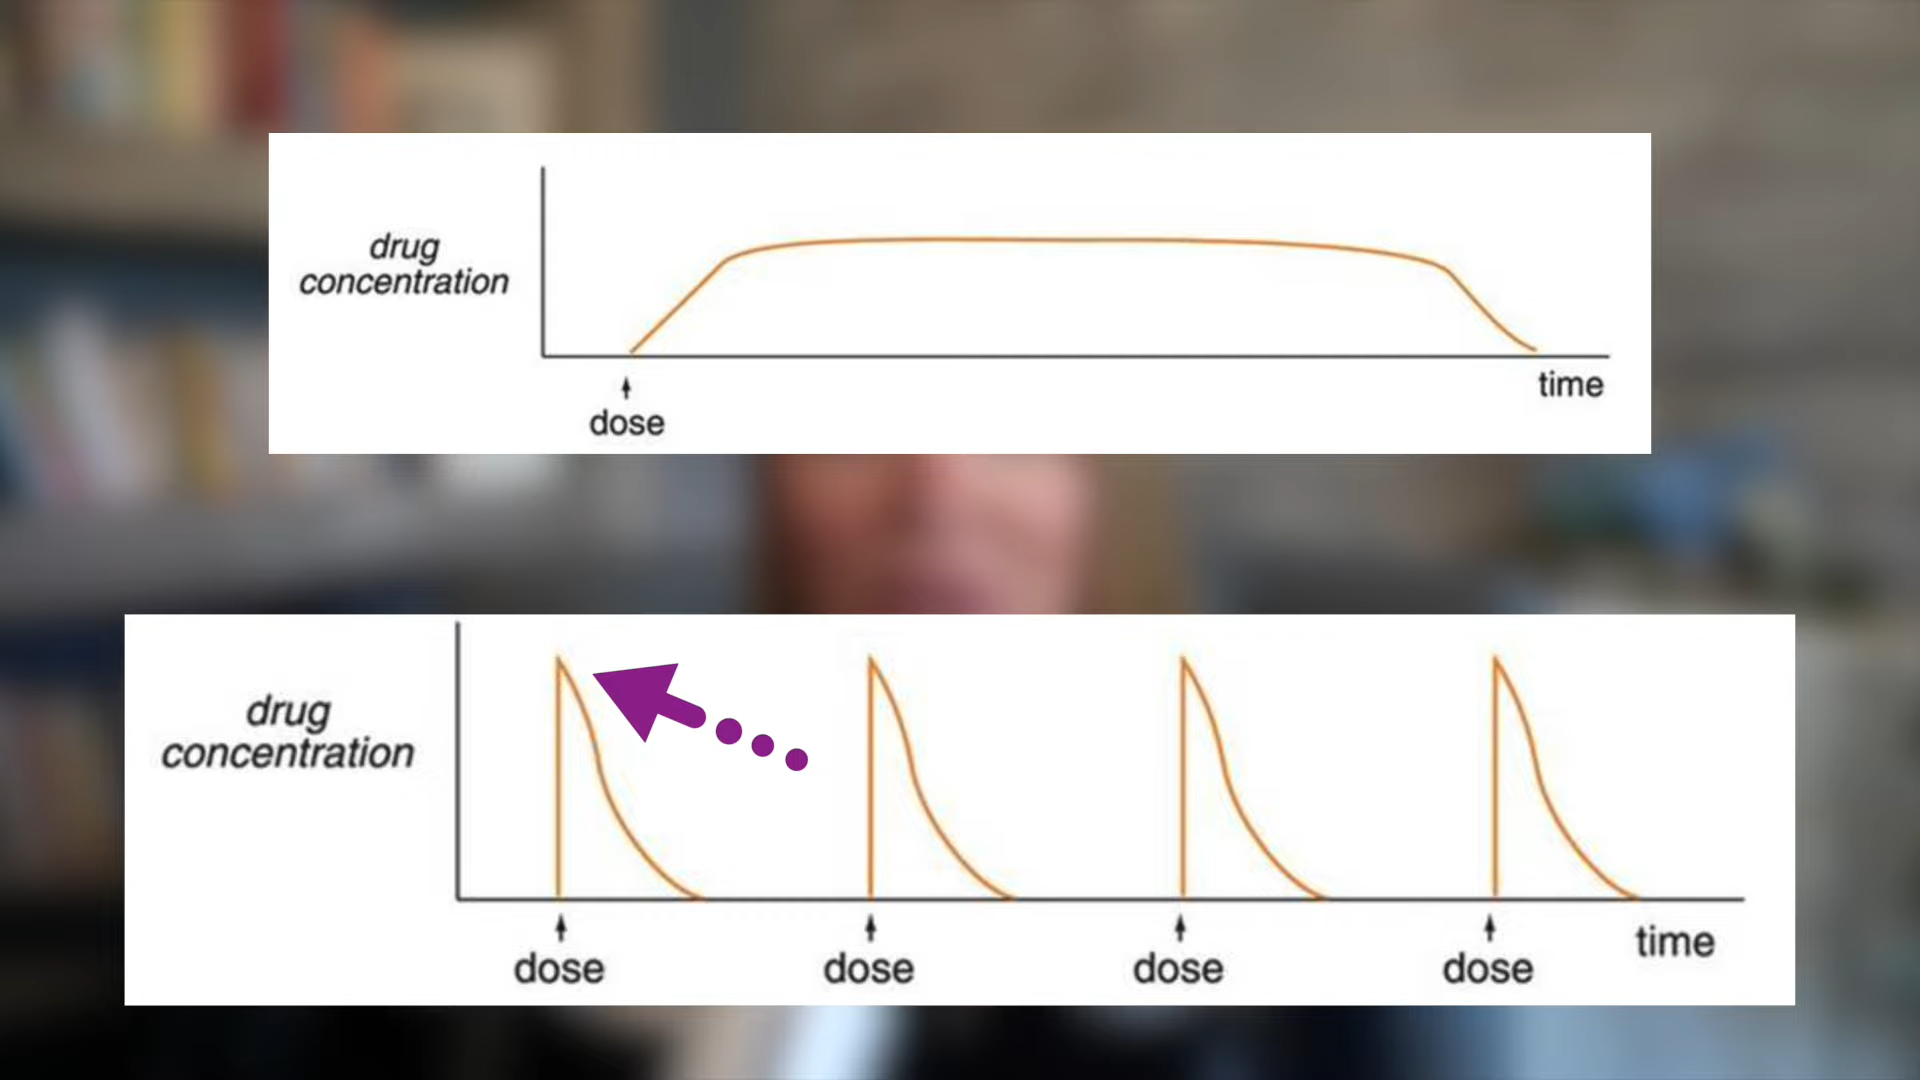 drug
concentration
time
dose
drug
concentration
time
dose dose dose dose